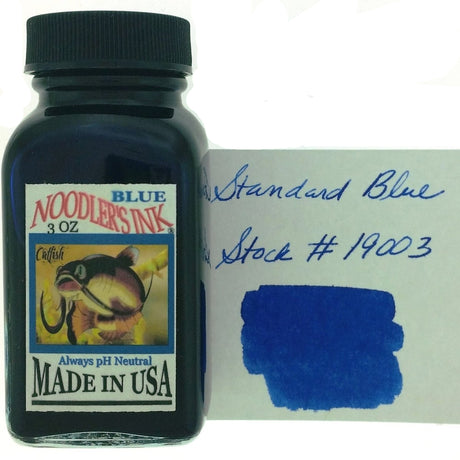 BLUE
NOODLER'S INK®
3 OZ
Catfish
Always pH Neutral
MADE IN USA
Standard Blue
Stock # 19003